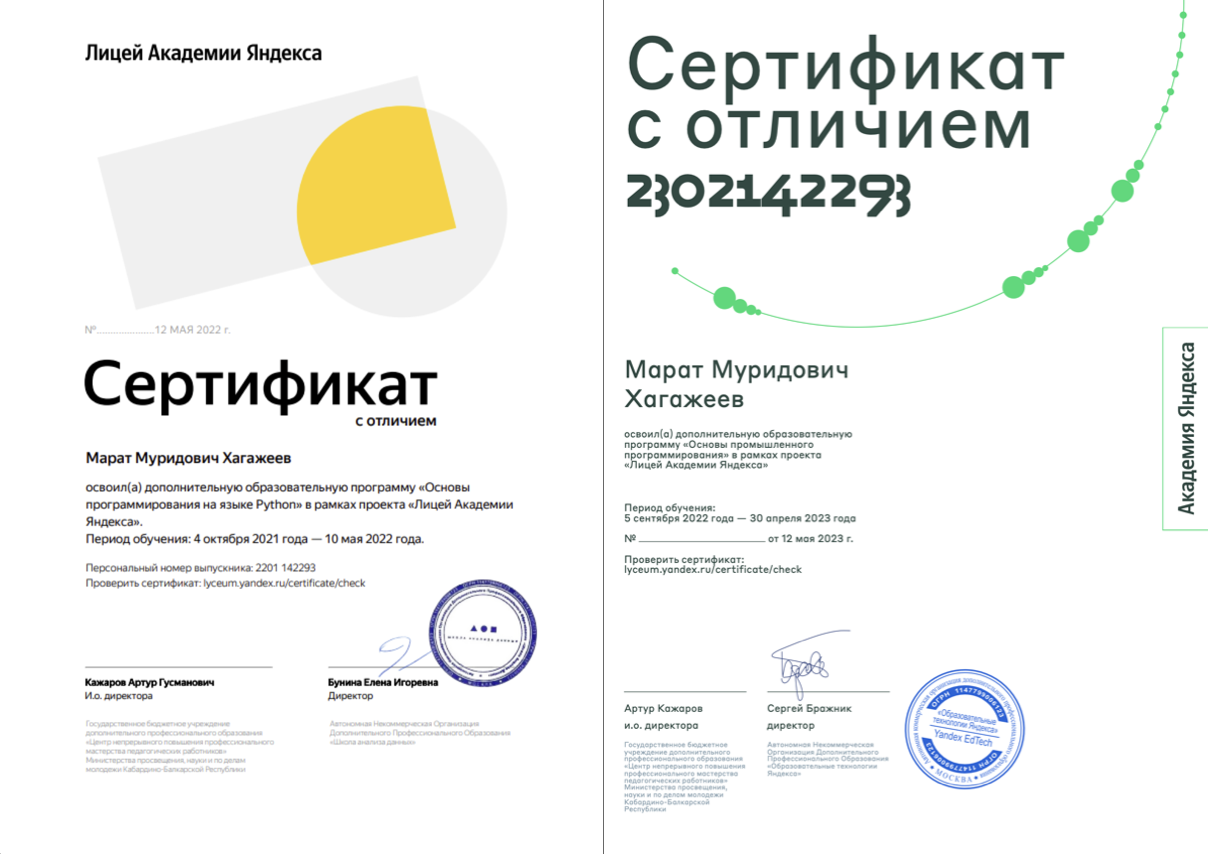 Лицей Академии Яндекса
№......................12 МАЯ 2022 г.
Сертификат
с отличием
Марат Муридович Хагажеев
освоил(а) дополнительную образовательную программу «Основы
программирования на языке Python» в рамках проекта «Лицей Академии
Яндекса».
Период обучения: 4 октября 2021 года — 10 мая 2022 года.
Персональный номер выпускника: 2201 142293
Проверить сертификат: lyceum.yandex.ru/certificate/check
Кажаров Артур Гусманович
И.о. директора
Государственное бюджетное учреждение
дополнительного профессионального образования
«Центр непрерывного повышения профессионального
мастерства педагогических работников»
Министерства просвещения, науки и по делам
молодежи Кабардино-Балкарской Республики
Бунина Елена Игоревна
Директор
Автономная Некоммерческая Организация
Дополнительного Профессионального Образования
«Школа анализа данных»
Сертификат
с отличием
2302142293
Марат Муридович
Хагажеев
освоил(а) дополнительную образовательную
программу «Основы промышленного
программирования» в рамках проекта
«Лицей Академии Яндекса»
Период обучения:
5 сентября 2022 года — 30 апреля 2023 года
№ ____________________ от 12 мая 2023 г.
Проверить сертификат:
lyceum.yandex.ru/certificate/check
Артур Кажаров
и.о. директора
Государственное бюджетное
учреждение дополнительного
профессионального образования
«Центр непрерывного повышения
профессионального мастерства
педагогических работников»
Министерства просвещения,
науки и по делам молодежи
Кабардино-Балкарской
Республики
Сергей Бражник
директор
Автономная Некоммерческая
Организация Дополнительного
Профессионального Образования
«Образовательные технологии
Яндекса»
«Образовательные
технологии Яндекса»
Yandex EdTech
МОСКВА
Академия Яндекса